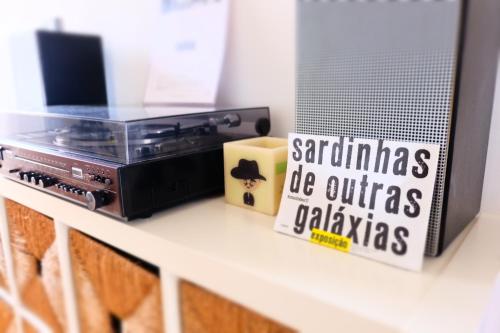 sardinhas
de outras
galáxias
exposição